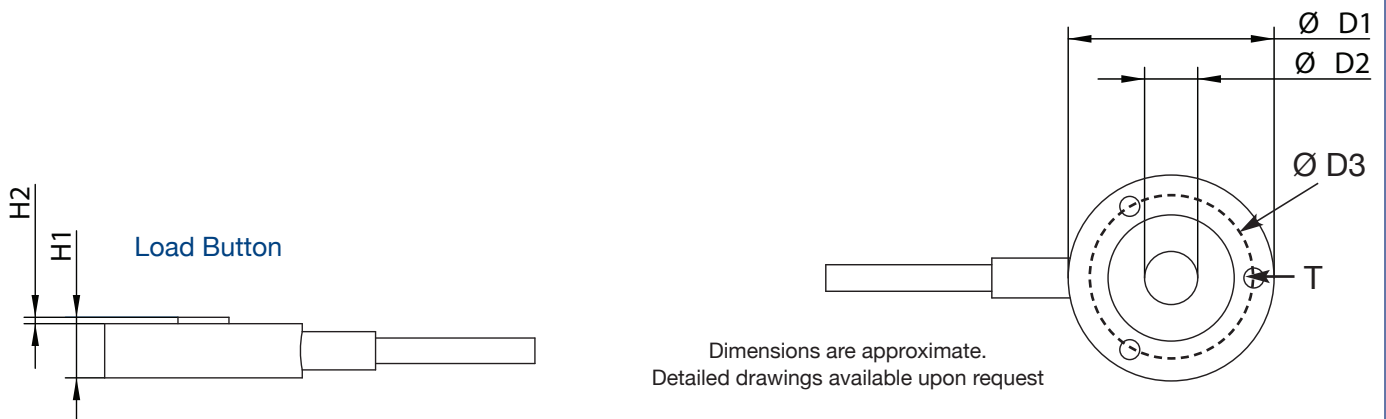 Ø D1
Ø D2
Ø D3
H2
H1
Load Button
T
Dimensions are approximate.
Detailed drawings available upon request